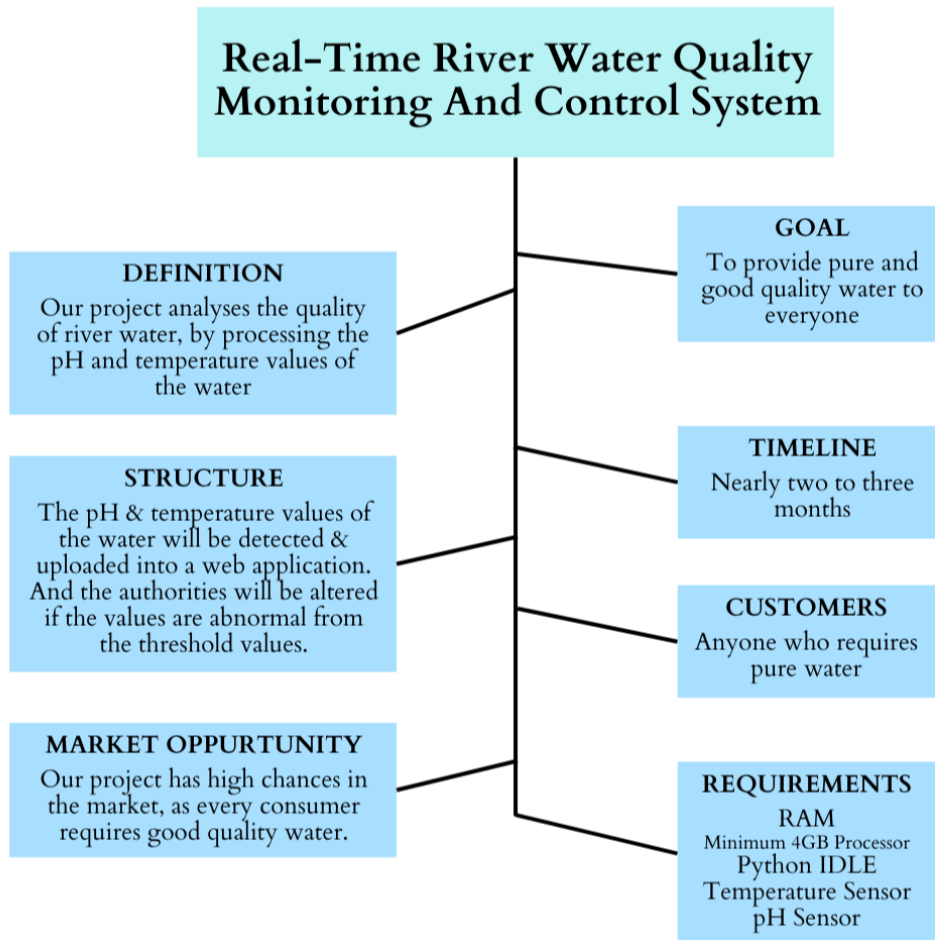 Real-Time River Water Quality
Monitoring And Control System
GOAL
To provide pure and
good quality water to
everyone
DEFINITION
Our project analyses the quality
of river water, by processing the
pH and temperature values of
the water
TIMELINE
Nearly two to three
months
STRUCTURE
The pH & temperature values of
the water will be detected &
uploaded into a web application.
And the authorities will be altered
if the values are abnormal from
the threshold values.
CUSTOMERS
Anyone who requires
pure water
MARKET OPPURTUNITY
Our project has high chances in
the market, as every consumer
requires good quality water.
REQUIREMENTS
RAM
Minimum 4GB Processor
Python IDLE
Temperature Sensor
pH Sensor